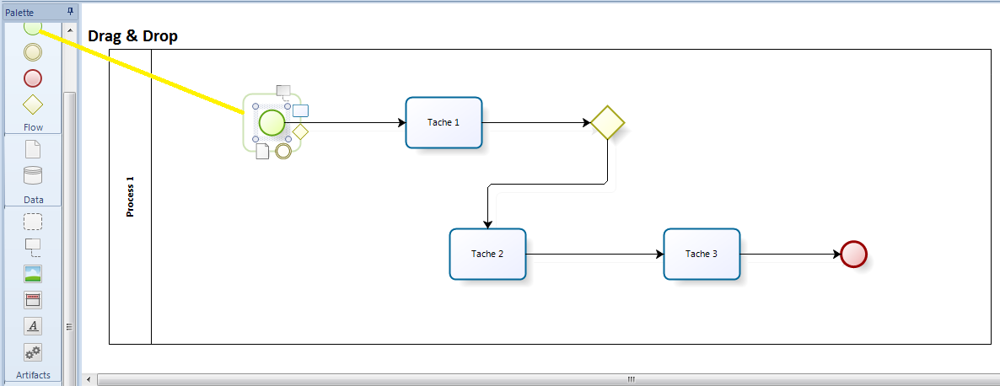 Palette
Drag & Drop
Flow
Data
Artifacts
Process 1
Tache 1
Tache 2
Tache 3
A